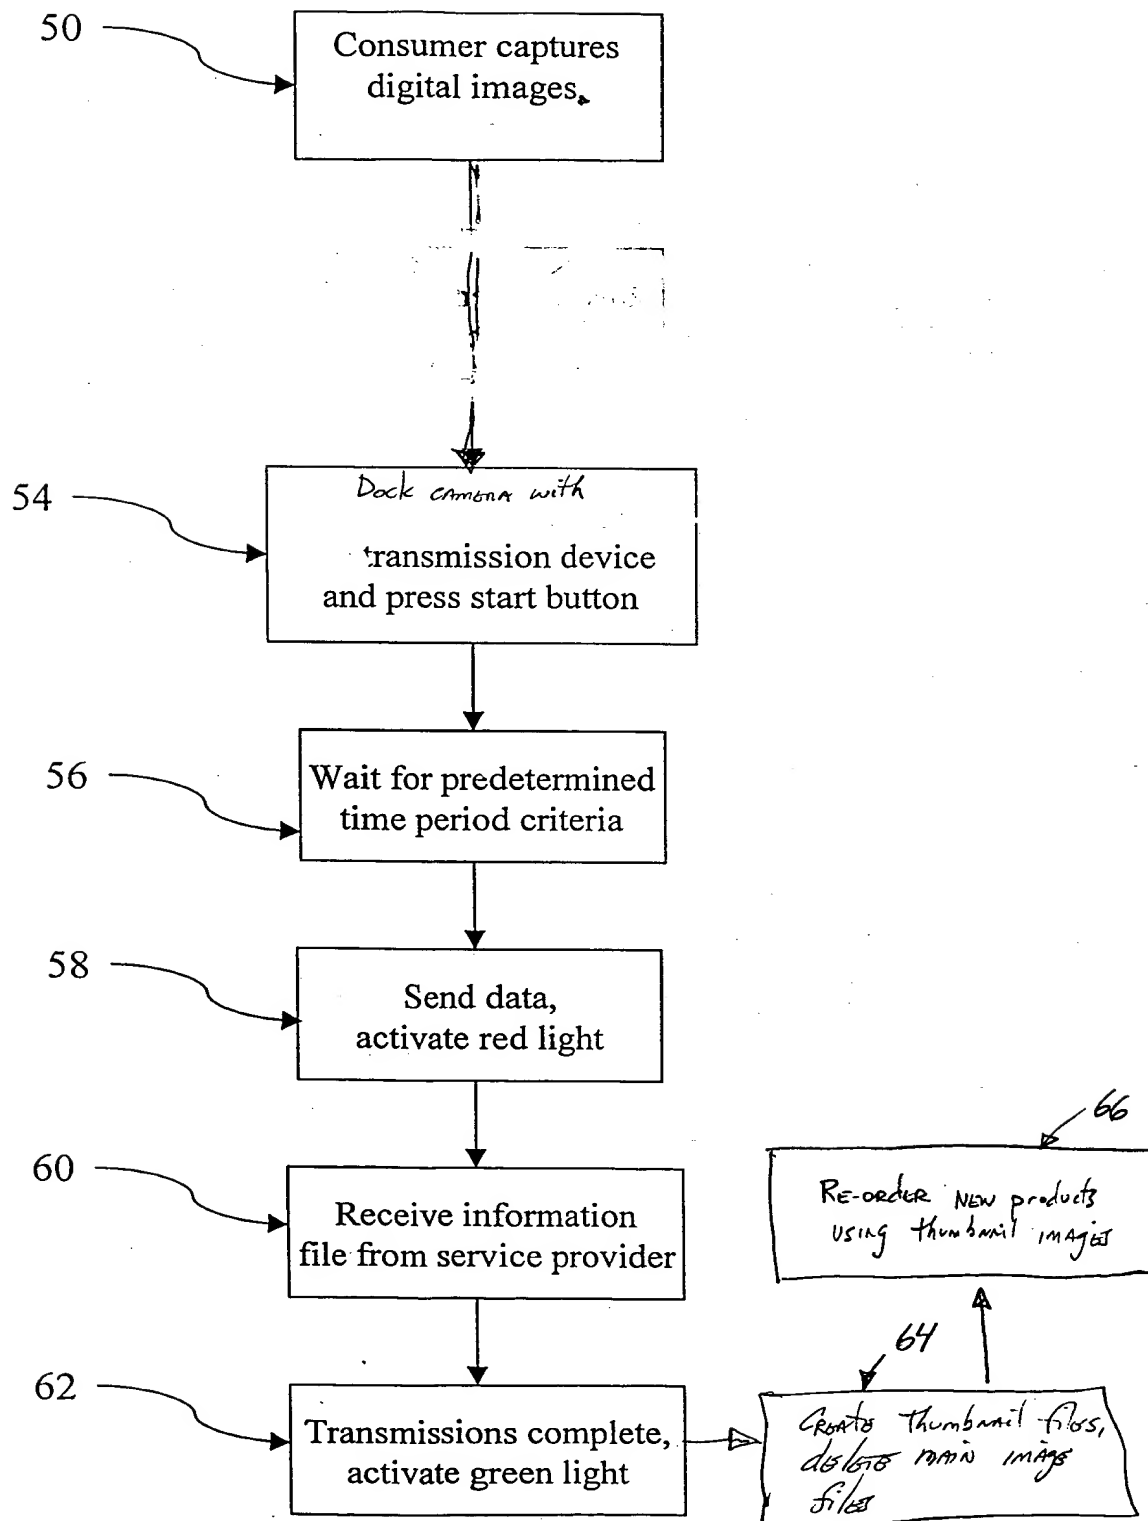 50
Consumer captures
digital images.
54
Dock camera with
transmission device
and press start button
56
Wait for predetermined
time period criteria
58
Send data,
activate red light
60
Receive information
file from service provider
62
Transmissions complete,
activate green light
64
Create thumbnail files,
delete main image
files
66
Re-order new products
using thumbnail images